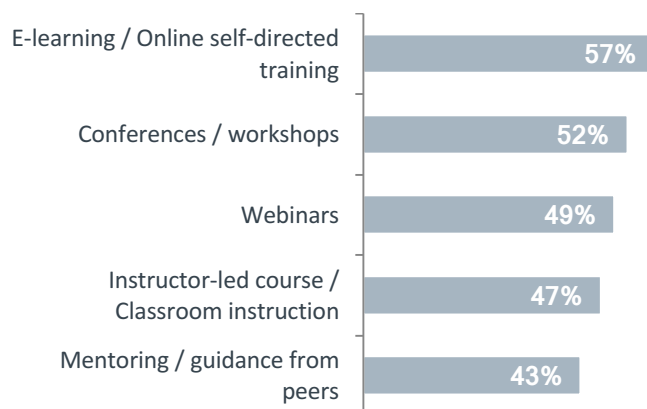 E-learning / Online self-directed
training
57%
Conferences / workshops
52%
Webinars
49%
Instructor-led course /
Classroom instruction
47%
Mentoring / guidance from
peers
43%